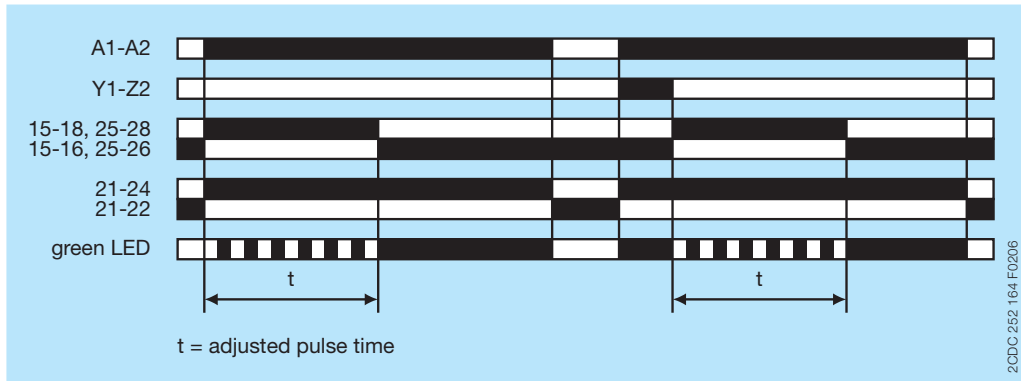 A1-A2
Y1-Z2
15-18, 25-28
15-16, 25-26
21-24
21-22
green LED
t
t
t = adjusted pulse time
2CDC 252 164 F0206